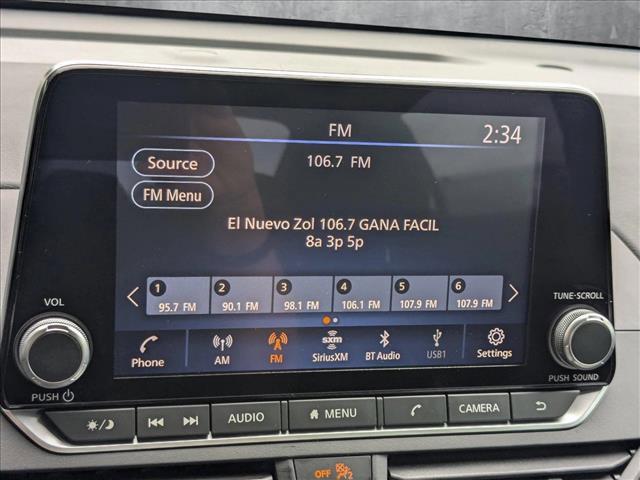 FM
2:34
Source
106.7 FM
FM Menu
El Nuevo Zol 106.7 GANA FACIL
8a 3p 5p
1 2 3 4 5 6
95.7 FM 90.1 FM 98.1 FM 106.1 FM 107.9 FM 107.9 FM
VOL
TUNE-SCROLL
Phone AM FM sxm SiriusXM BT Audio USB1 Settings
PUSH
PUSH SOUND
AUDIO MENU CAMERA
OFF 2